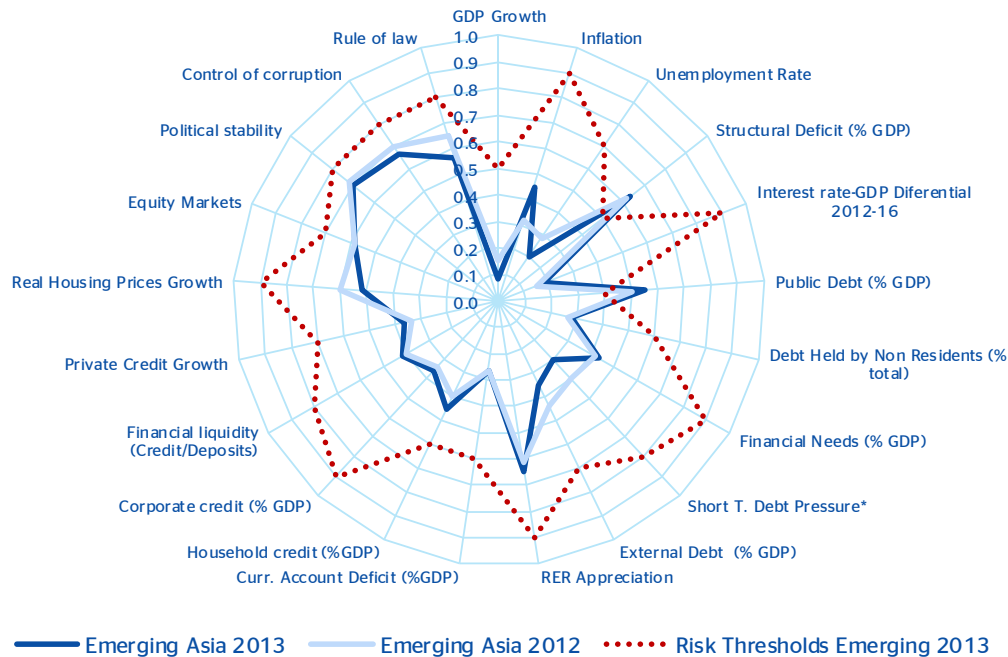 GDP Growth
Inflation
Unemployment Rate
Structural Deficit (% GDP)
Interest rate-GDP Diferential
2012-16
Public Debt (% GDP)
Debt Held by Non Residents (%
total)
Financial Needs (% GDP)
Short T. Debt Pressure*
External Debt (% GDP)
RER Appreciation
Curr. Account Deficit (%GDP)
Household credit (%GDP)
Corporate credit (% GDP)
Financial liquidity
(Credit/Deposits)
Private Credit Growth
Real Housing Prices Growth
Equity Markets
Political stability
Control of corruption
Rule of law
1.0
0.9
0.8
0.7
0.6
0.5
0.4
0.3
0.2
0.1
0.0
Emerging Asia 2013
Emerging Asia 2012
Risk Thresholds Emerging 2013